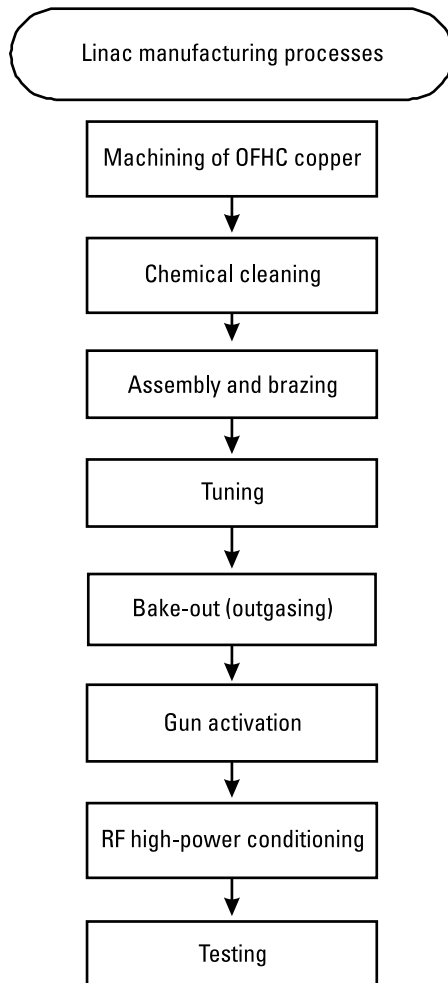 Linac manufacturing processes
Machining of OFHC copper
Chemical cleaning
Assembly and brazing
Tuning
Bake-out (outgasing)
Gun activation
RF high-power conditioning
Testing